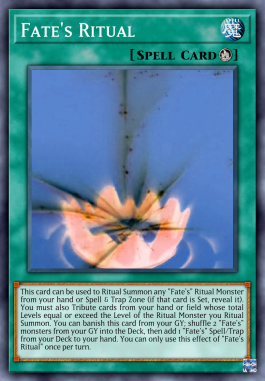 Fate's Ritual
魔
[Spell Card]
This card can be used to Ritual Summon any "Fate's" Ritual Monster
from your hand or Spell & Trap Zone (if that card is Set, reveal it).
You must also Tribute cards from your hand or field whose total
Levels equal or exceed the Level of the Ritual Monster you Ritual
Summon. You can banish this card from your GY; shuffle 2 "Fate's"
monsters from your GY into the Deck, then add 1 "Fate's" Spell/Trap
from your Deck to your hand. You can only use this effect of "Fate's
Ritual" once per turn.